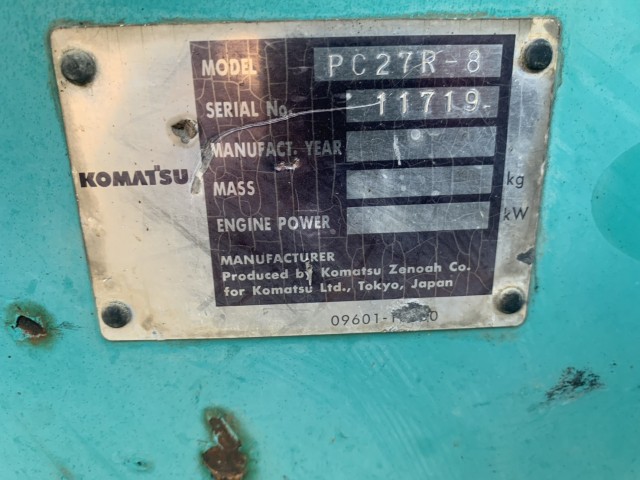 MODEL PC27R-8
SERIAL No. 11719
MANUFACT. YEAR
KOMATSU
MASS kg
ENGINE POWER kW
MANUFACTURER
Produced by Komatsu Zenoah Co.
for Komatsu Ltd., Tokyo, Japan